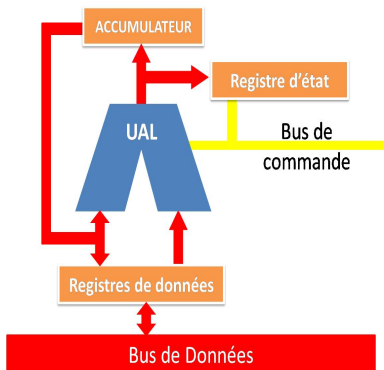 ACCUMULATEUR
Registre d’état
UAL
Bus de
commande
Registres de données
Bus de Données